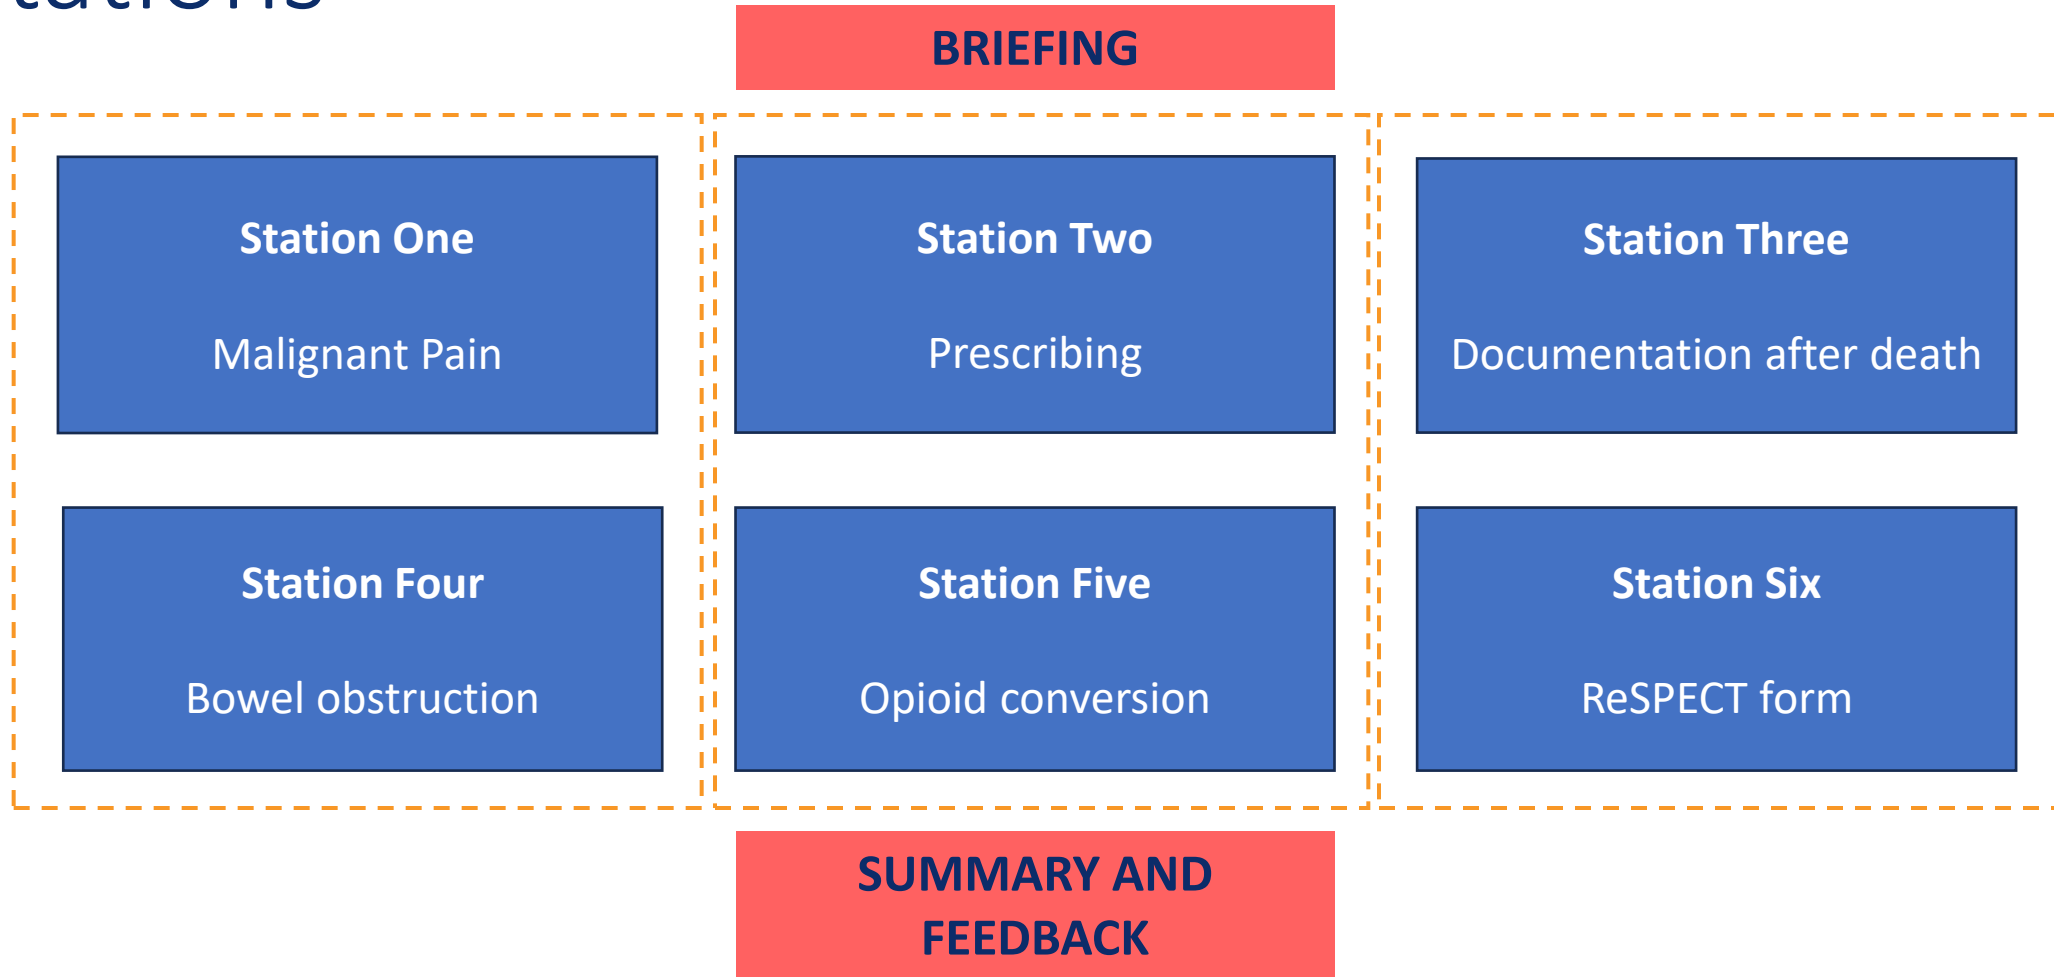 BRIEFING
Station One
Malignant Pain
Station Two
Prescribing
Station Three
Documentation after death
Station Four
Bowel obstruction
Station Five
Opioid conversion
Station Six
ReSPECT form
SUMMARY AND
FEEDBACK